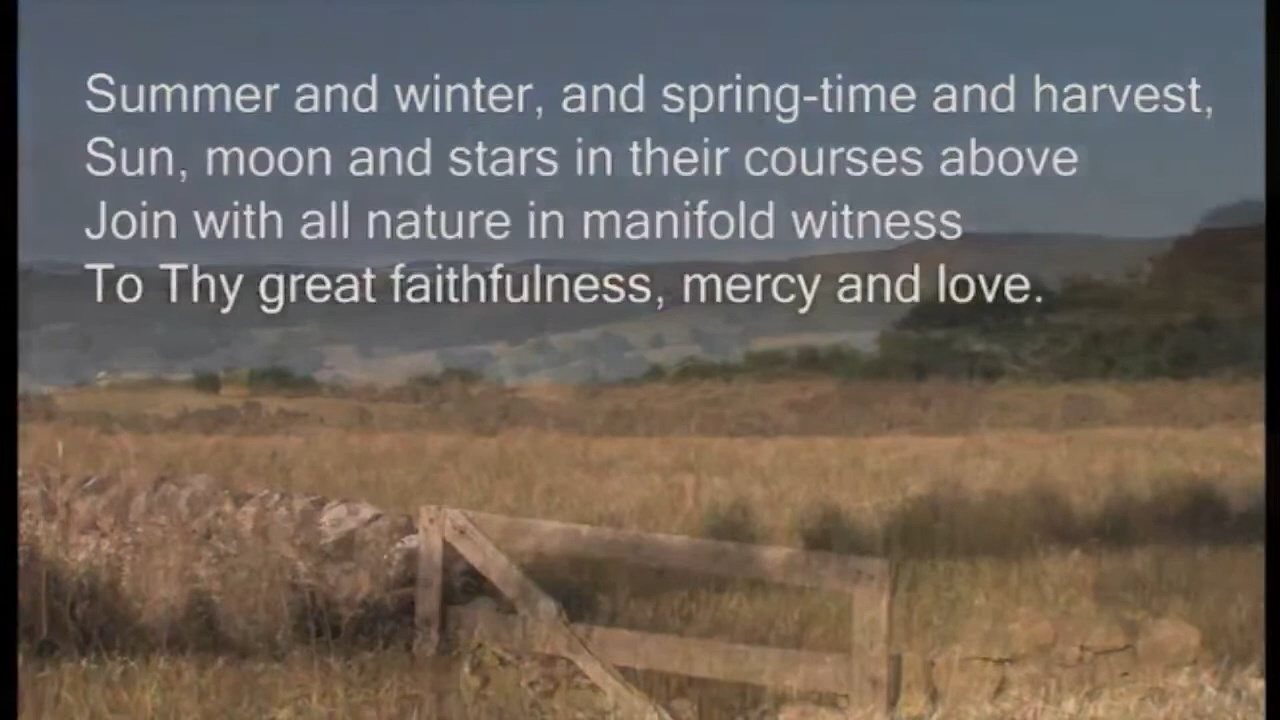 Summer and winter, and spring-time and harvest,
Sun, moon and stars in their courses above
Join with all nature in manifold witness
To Thy great faithfulness, mercy and love.